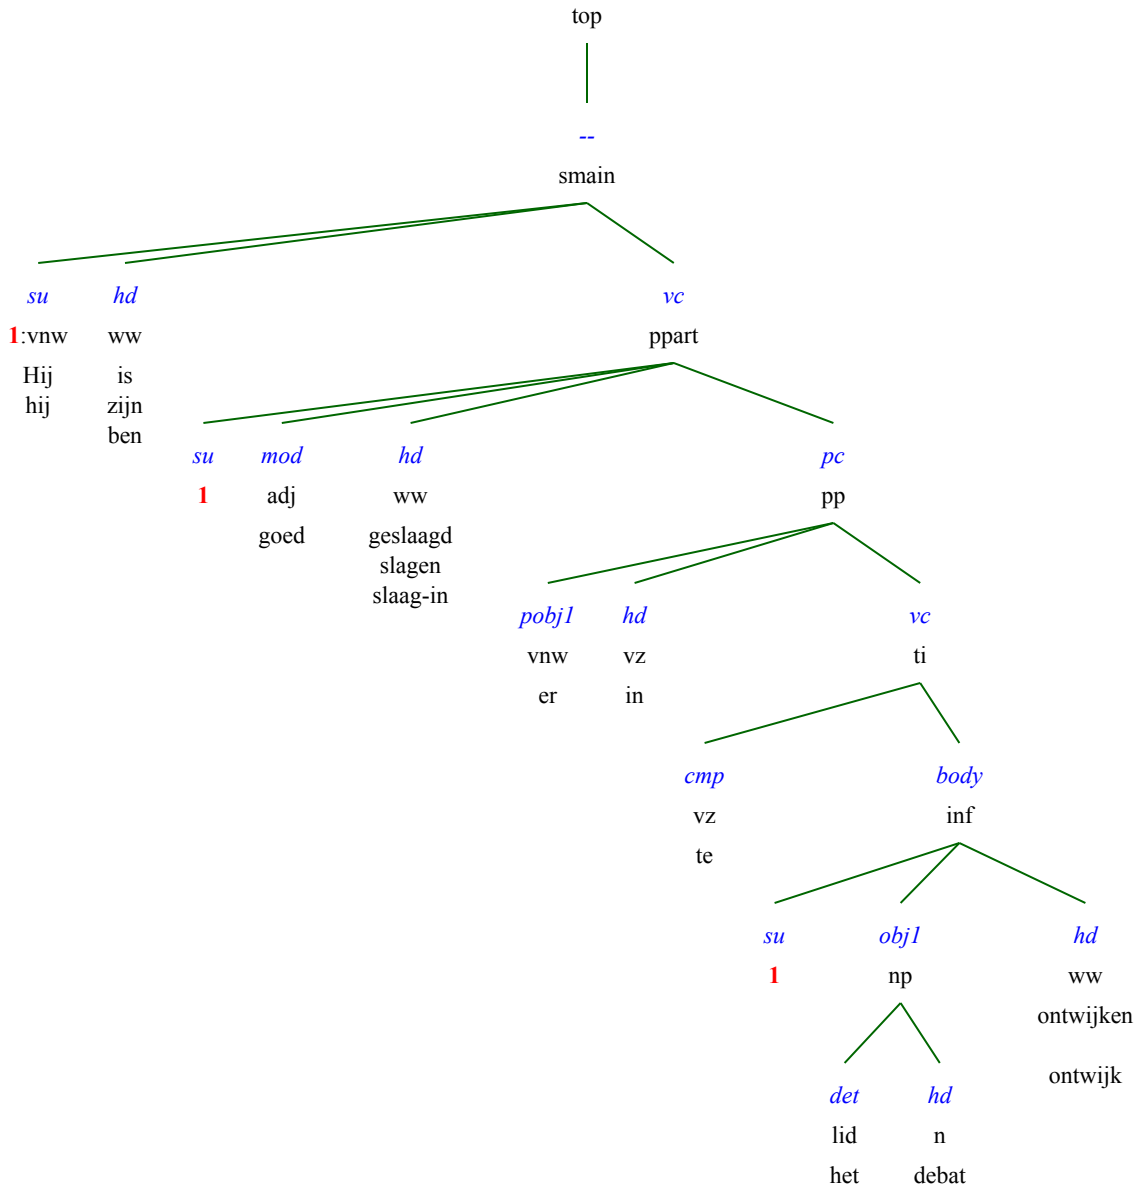 top
--
smain
su hd vc
1:vnw ww ppart
Hij is
hij zijn
ben
su mod hd pc
1 adj ww pp
goed geslaagd
slagen
slaag-in
pobj1 hd vc
vnw vz ti
er in
cmp body
vz inf
te
su obj1 hd
1 np ww
ontwijken
ontwijk
det hd
lid n
het debat